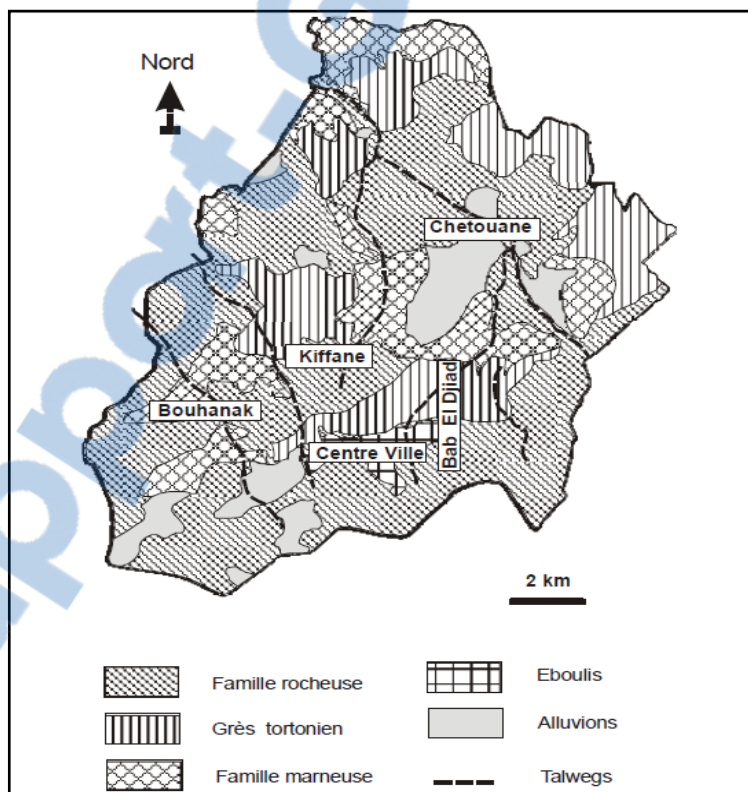 Nord
Chetouane
Kiffane
Bouhanak
Centre Ville
Bab El Djiad
2 km
Famille rocheuse
Eboulis
Grès tortonien
Alluvions
Famille marneuse
Talwegs